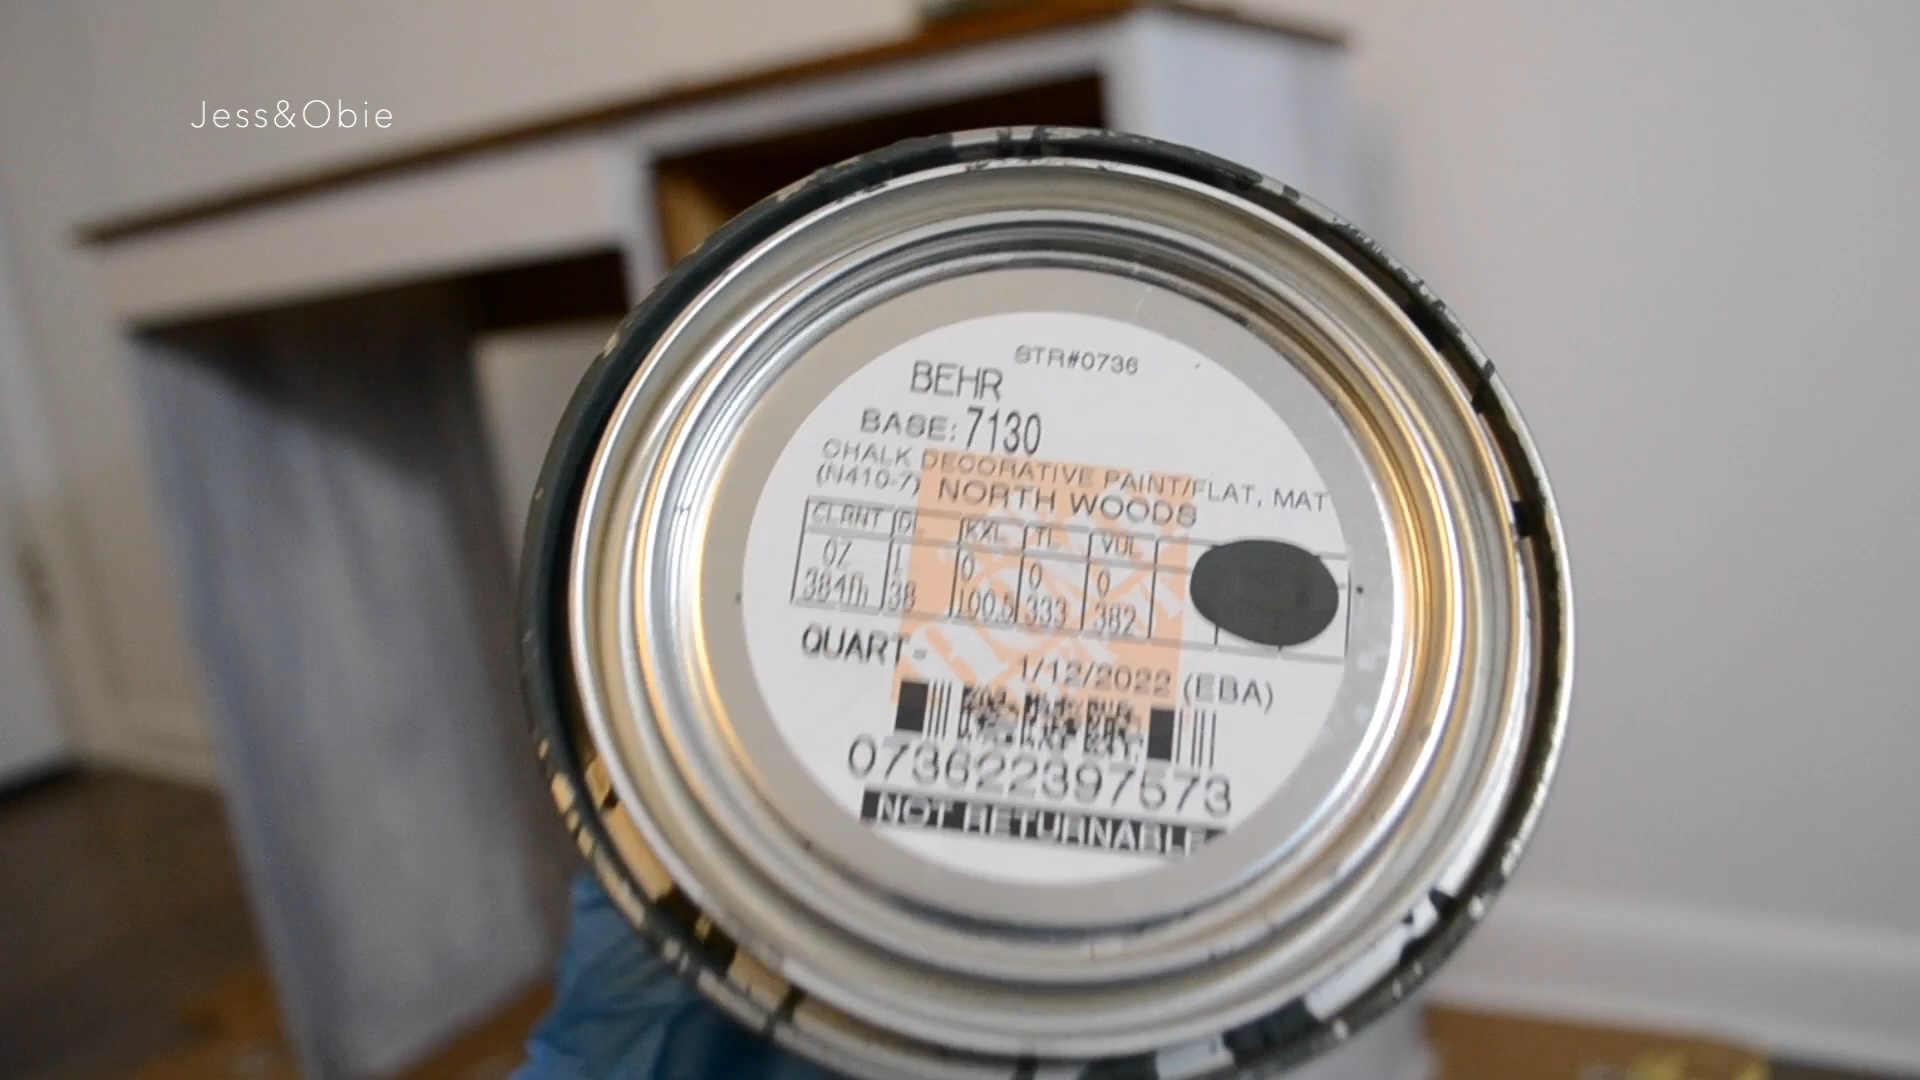 Jess&Obie
STR#0736
BEHR
BASE: 7130
CHALK DECORATIVE PAINT/FLAT, MAT
(N410-7) NORTH WOODS
CLRNT DL KXL TL VUL
OZ 1 0 0 0
384th 38 100.5 333 382
QUART- 1/12/2022 (EBA)
073622397573
NOT RETURNABLE